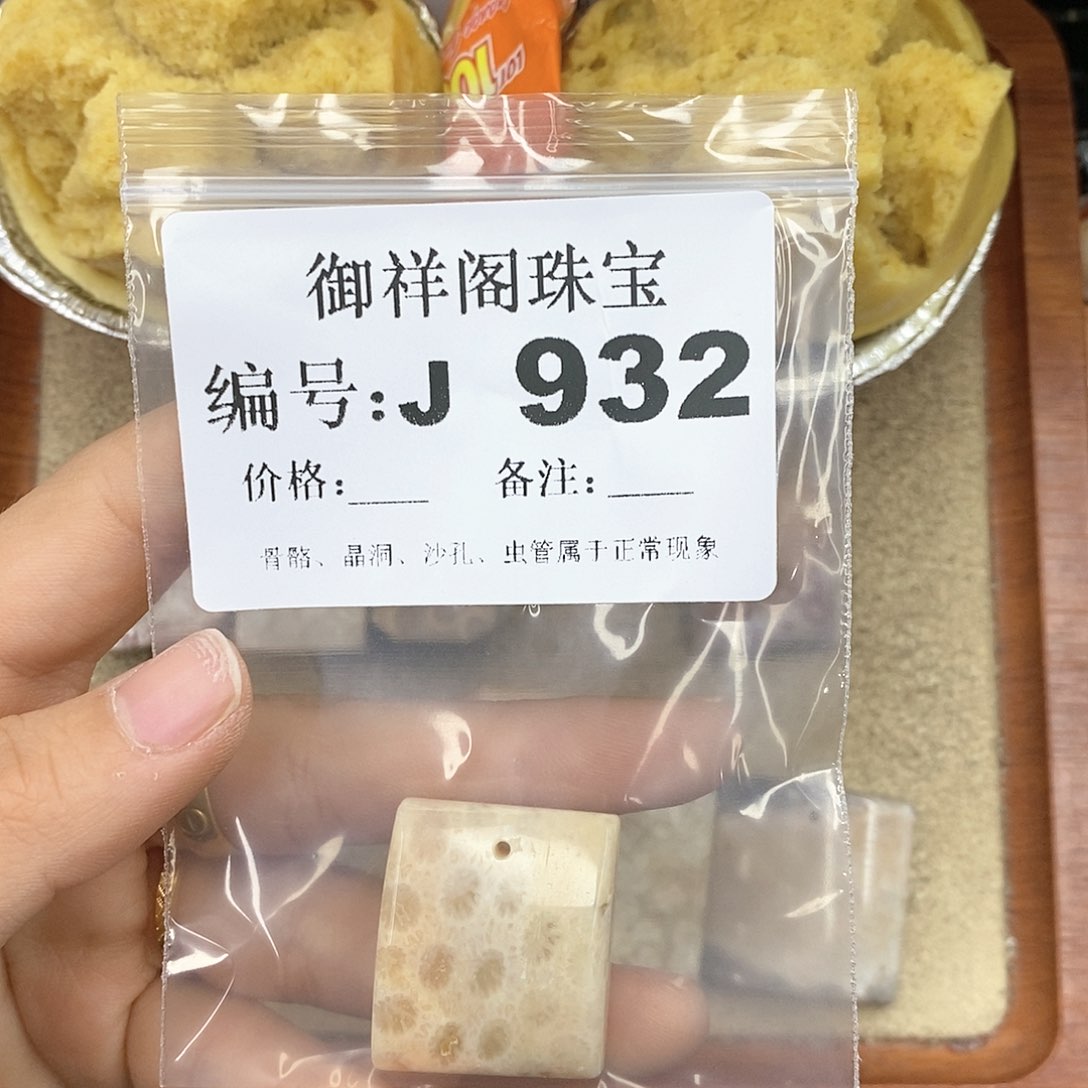 御祥阁珠宝
编号:J 932
价格:____ 备注:____
骨骼、晶洞、沙孔、虫管属于正常现象